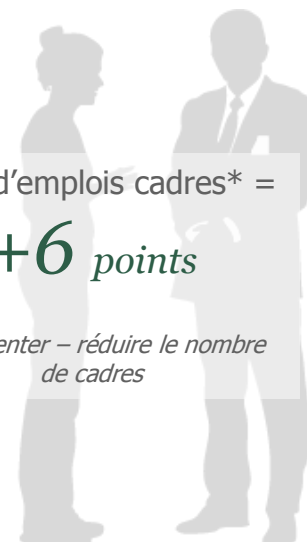 d'emplois cadres* =
+6 points
enter – réduire le nombre
de cadres